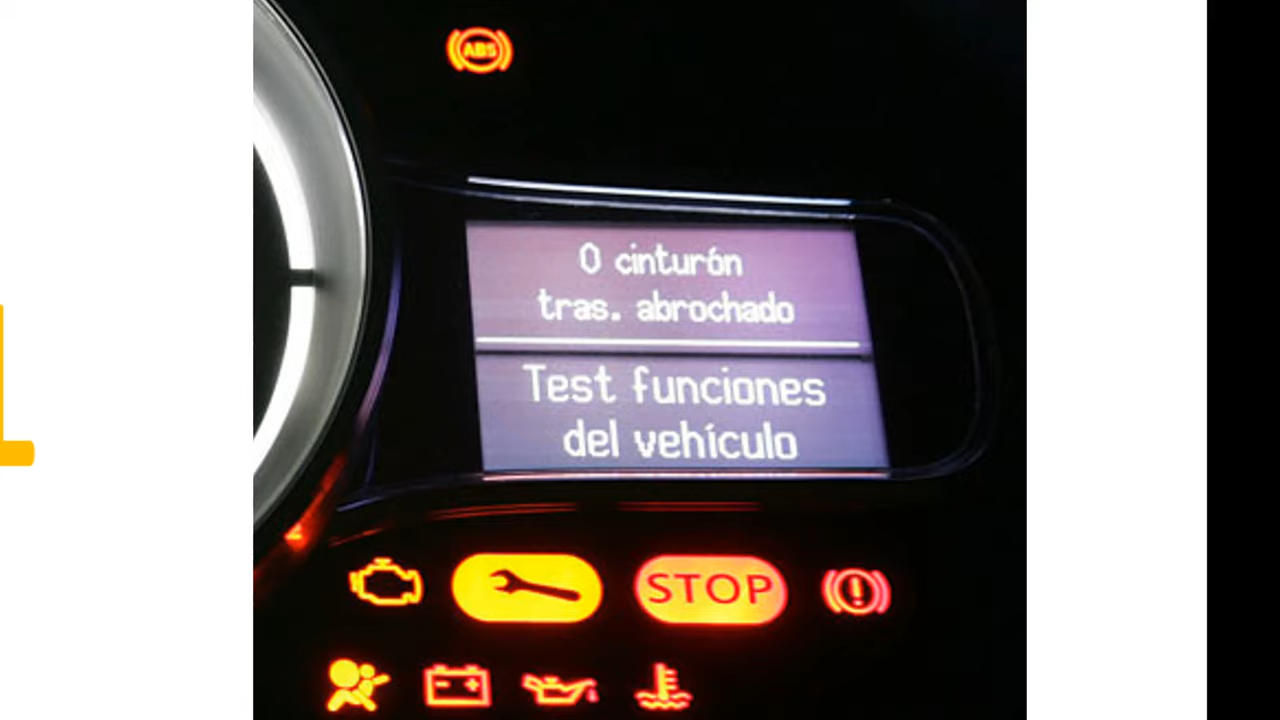 ABS
0 cinturón
tras. abrochado
Test funciones
del vehículo
STOP